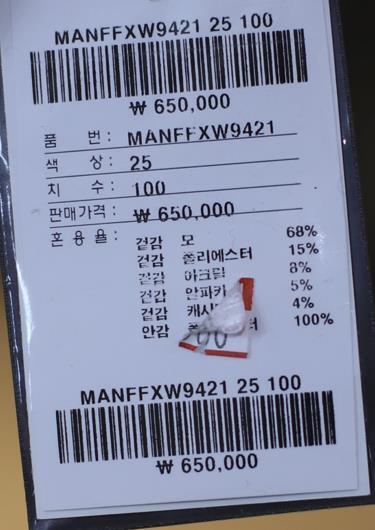 MANFFXW9421 25 100
₩ 650,000
품 번 : MANFFXW9421
색 상 : 25
치 수 : 100
판매가격 : ₩ 650,000
혼 용 율 : 겉감 모 68%
겉감 폴리에스터 15%
겉감 아크릴 8%
겉감 알파카 5%
겉감 4%
안감 100%
MANFFXW9421 25 100
₩ 650,000